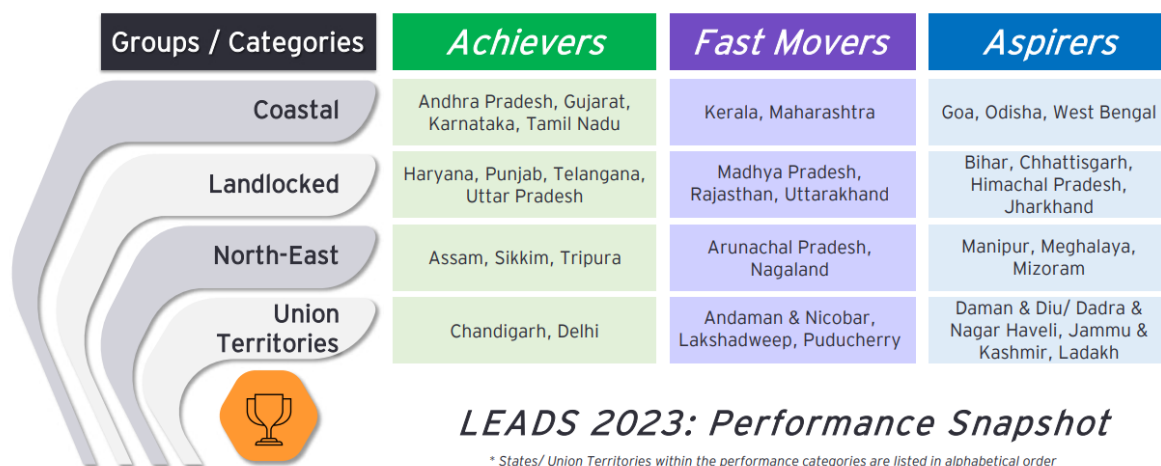 Groups / Categories
Achievers
Fast Movers
Aspirers
Coastal
Andhra Pradesh, Gujarat,
Karnataka, Tamil Nadu
Kerala, Maharashtra
Goa, Odisha, West Bengal
Landlocked
Haryana, Punjab, Telangana,
Uttar Pradesh
Madhya Pradesh,
Rajasthan, Uttarakhand
Bihar, Chhattisgarh,
Himachal Pradesh,
Jharkhand
North-East
Assam, Sikkim, Tripura
Arunachal Pradesh,
Nagaland
Manipur, Meghalaya,
Mizoram
Union
Territories
Chandigarh, Delhi
Andaman & Nicobar,
Lakshadweep, Puducherry
Daman & Diu/ Dadra &
Nagar Haveli, Jammu &
Kashmir, Ladakh
LEADS 2023: Performance Snapshot
* States/ Union Territories within the performance categories are listed in alphabetical order